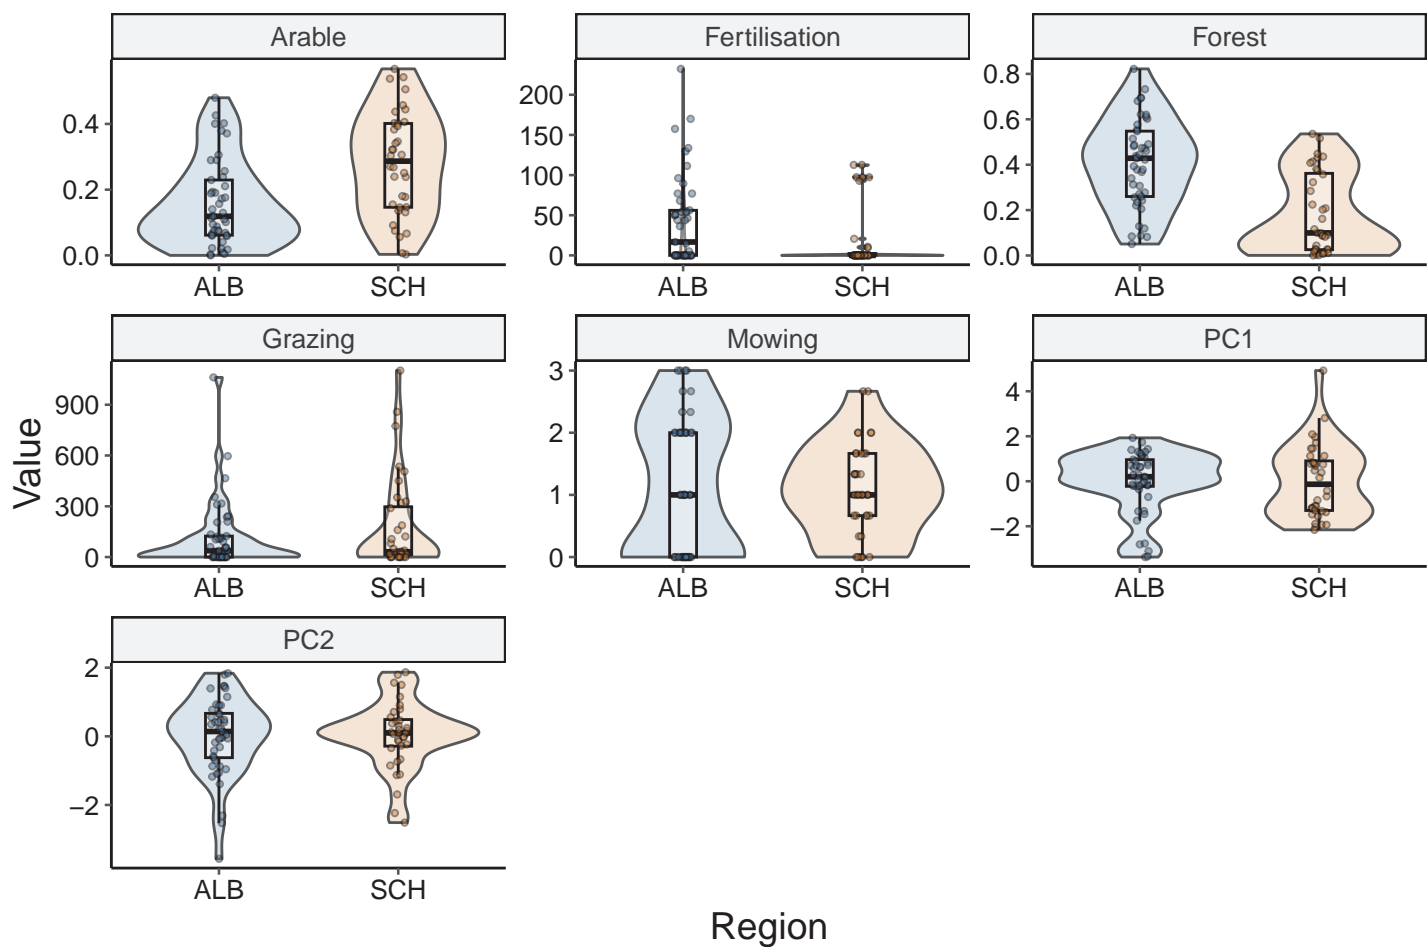 Arable
Fertilisation
Forest
0.4
0.2
0.0
ALB
SCH
200
150
100
50
0
ALB
SCH
0.8
0.6
0.4
0.2
0.0
ALB
SCH
Grazing
Mowing
PC1
900
600
300
0
ALB
SCH
3
2
1
0
ALB
SCH
4
2
0
−2
ALB
SCH
PC2
2
0
−2
ALB
SCH
Value
Region